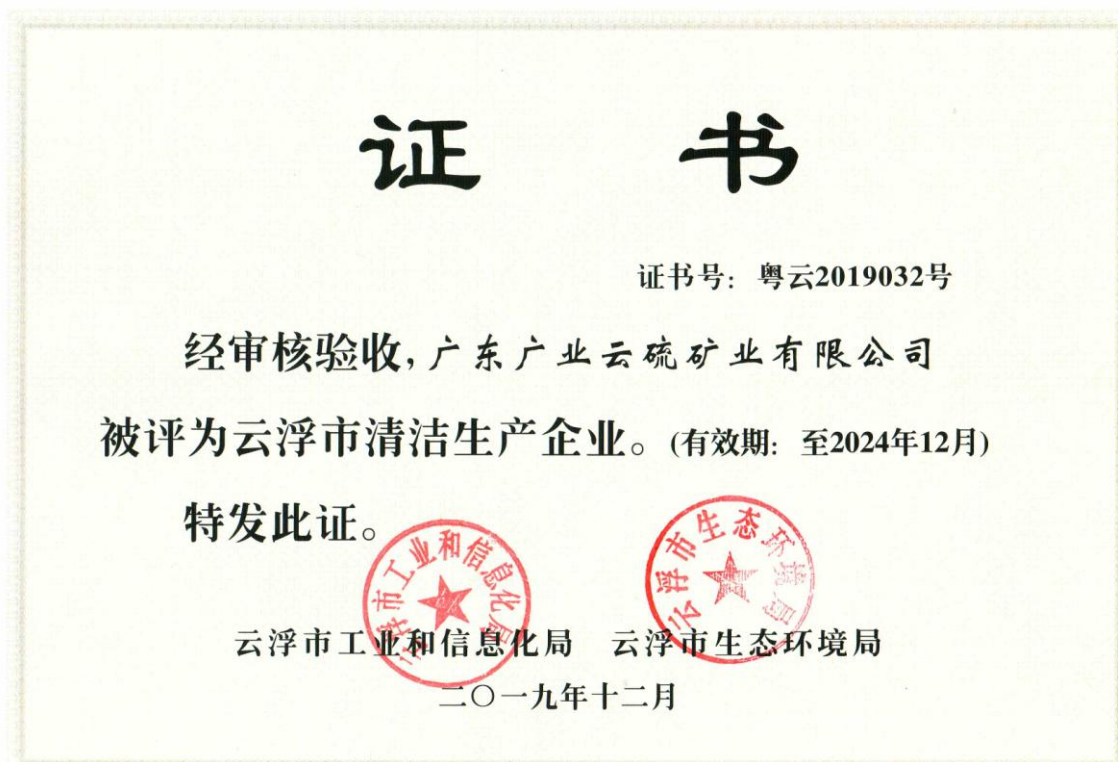 证 书
证书号：粤云2019032号
经审核验收，广东广业云硫矿业有限公司
被评为云浮市清洁生产企业。(有效期：至2024年12月)
特发此证。
云浮市工业和信息化局
云浮市生态环境局
云浮市工业和信息化局 云浮市生态环境局
二〇一九年十二月